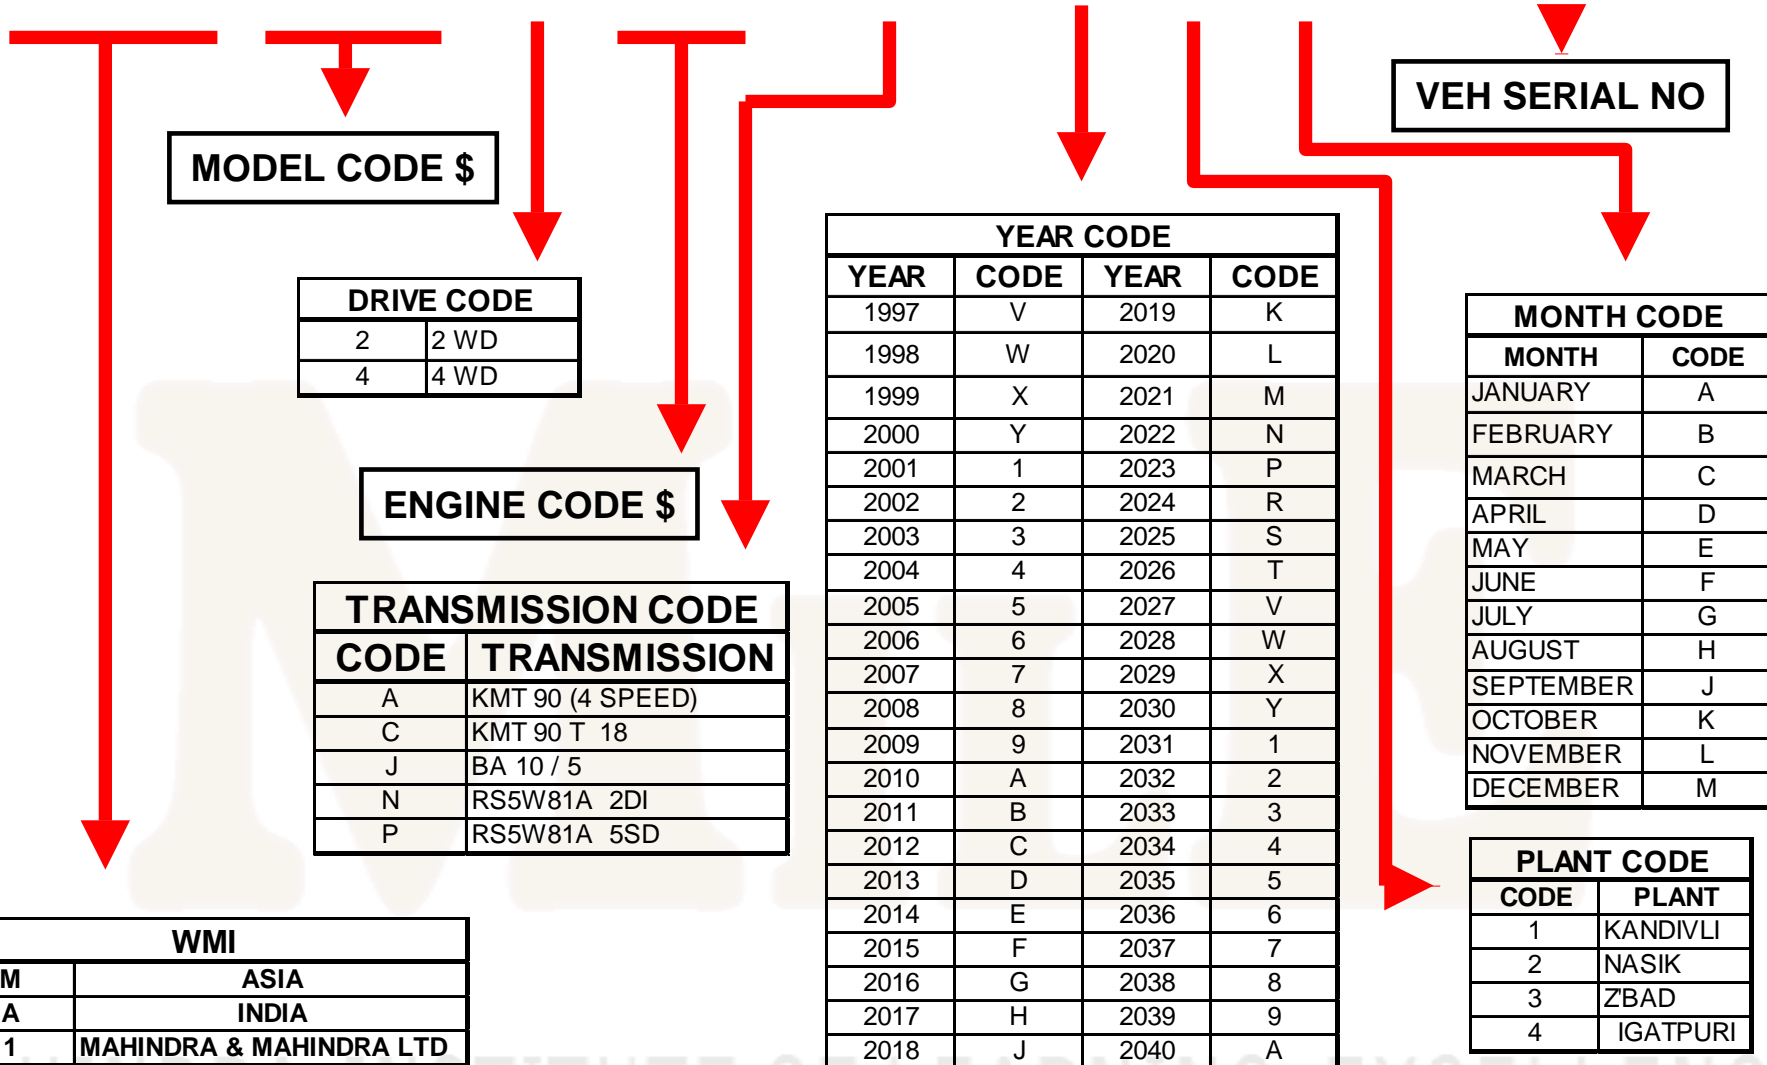 VEH SERIAL NO
MODEL CODE $
DRIVE CODE
2 2 WD
4 4 WD
ENGINE CODE $
TRANSMISSION CODE
CODE TRANSMISSION
A KMT 90 (4 SPEED)
C KMT 90 T 18
J BA 10 / 5
N RS5W81A 2DI
P RS5W81A 5SD
WMI
M ASIA
A INDIA
1 MAHINDRA & MAHINDRA LTD
YEAR CODE
YEAR CODE YEAR CODE
1997 V 2019 K
1998 W 2020 L
1999 X 2021 M
2000 Y 2022 N
2001 1 2023 P
2002 2 2024 R
2003 3 2025 S
2004 4 2026 T
2005 5 2027 V
2006 6 2028 W
2007 7 2029 X
2008 8 2030 Y
2009 9 2031 1
2010 A 2032 2
2011 B 2033 3
2012 C 2034 4
2013 D 2035 5
2014 E 2036 6
2015 F 2037 7
2016 G 2038 8
2017 H 2039 9
2018 J 2040 A
MONTH CODE
MONTH CODE
JANUARY A
FEBRUARY B
MARCH C
APRIL D
MAY E
JUNE F
JULY G
AUGUST H
SEPTEMBER J
OCTOBER K
NOVEMBER L
DECEMBER M
PLANT CODE
CODE PLANT
1 KANDIVLI
2 NASIK
3 Z'BAD
4 IGATPURI